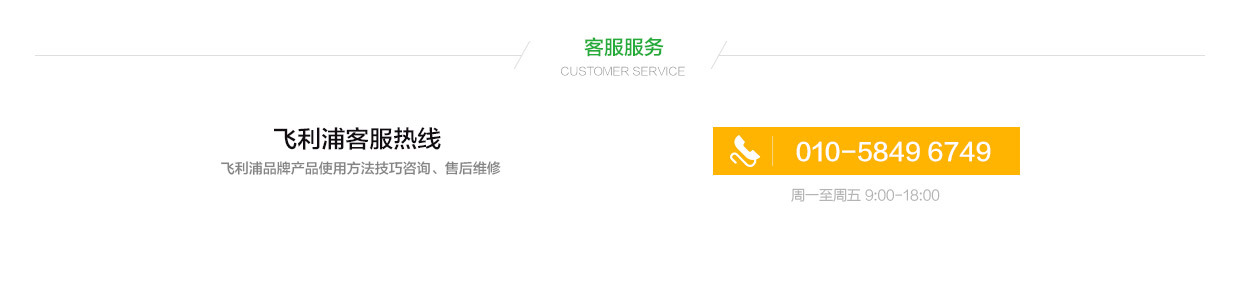 客服服务
CUSTOMER SERVICE
飞利浦客服热线
飞利浦品牌产品使用方法技巧咨询、售后维修
010-5849 6749
周一至周五 9:00-18:00